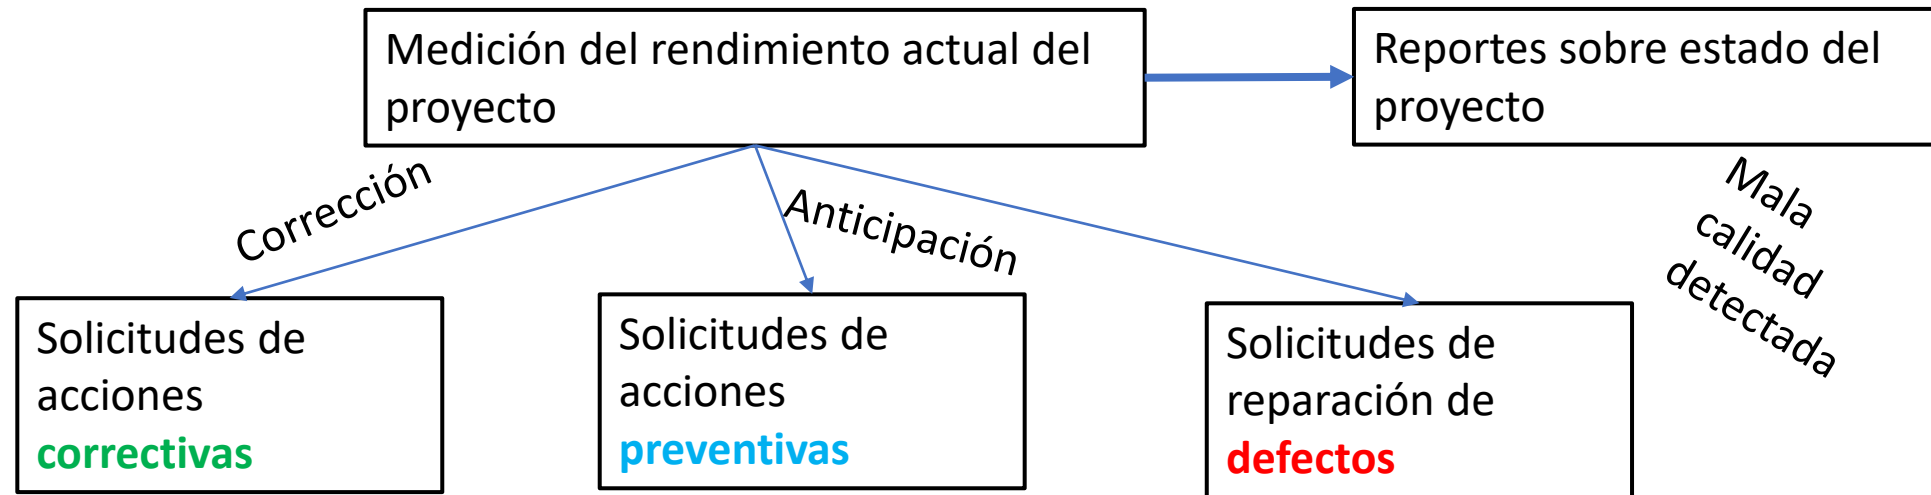 Medición del rendimiento actual del
proyecto
Reportes sobre estado del
proyecto
Corrección
Anticipación
Mala
calidad
detectada
Solicitudes de
acciones
correctivas
Solicitudes de
acciones
preventivas
Solicitudes de
reparación de
defectos